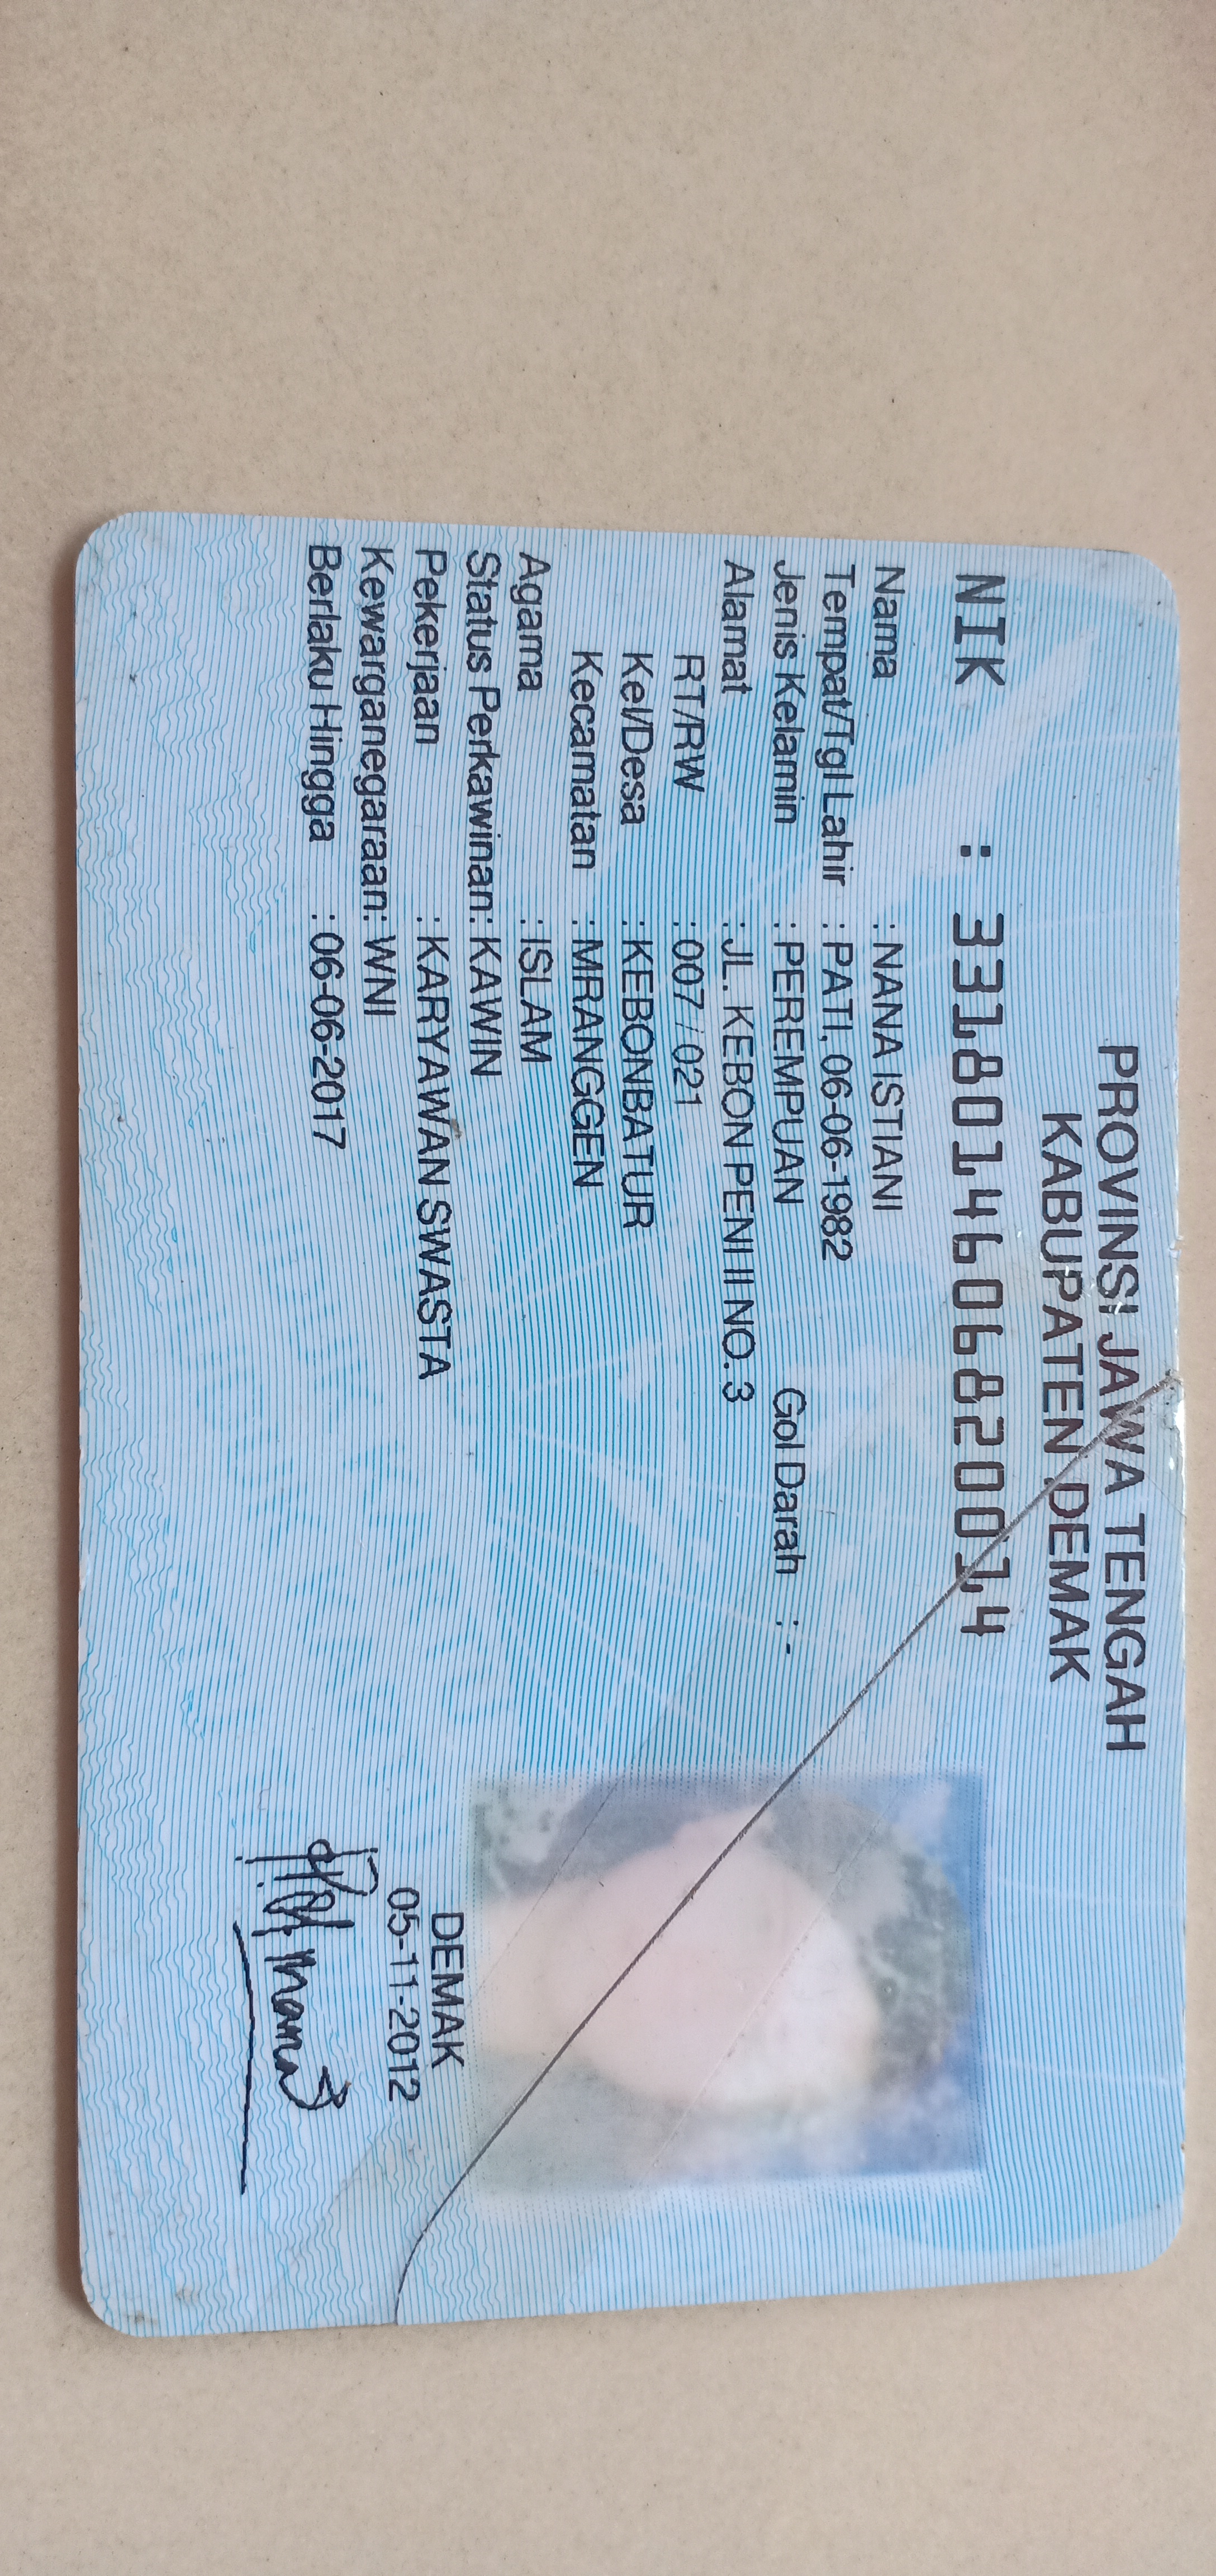 PROVINSI JAWA TENGAH
KABUPATEN DEMAK
NIK : 3318014606820014
Nama : NANA ISTIANI
Tempat/Tgl Lahir : PATI, 06-06-1982
Jenis Kelamin : PEREMPUAN Gol Darah : -
Alamat : JL. KEBON PENI II NO. 3
RT/RW : 007 / 021
Kel/Desa : KEBONBATUR
Kecamatan : MRANGGEN
Agama : ISLAM
Status Perkawinan: KAWIN
Pekerjaan : KARYAWAN SWASTA
Kewarganegaraan: WNI
Berlaku Hingga : 06-06-2017
DEMAK
05-11-2012